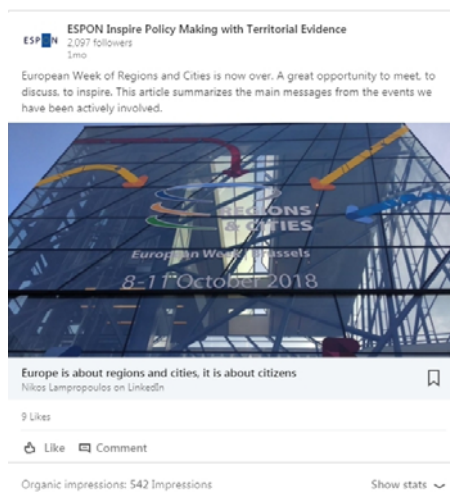 ESPON
ESPON Inspire Policy Making with Territorial Evidence
2,097 followers
1mo
European Week of Regions and Cities is now over. A great opportunity to meet, to
discuss, to inspire. This article summarizes the main messages from the events we
have been actively involved.
REGIONS
& CITIES
European Week Brussels
8-11 October 2018
Europe is about regions and cities, it is about citizens
Nikos Lampropoulos on LinkedIn
9 Likes
Like Comment
Organic impressions: 542 Impressions
Show stats